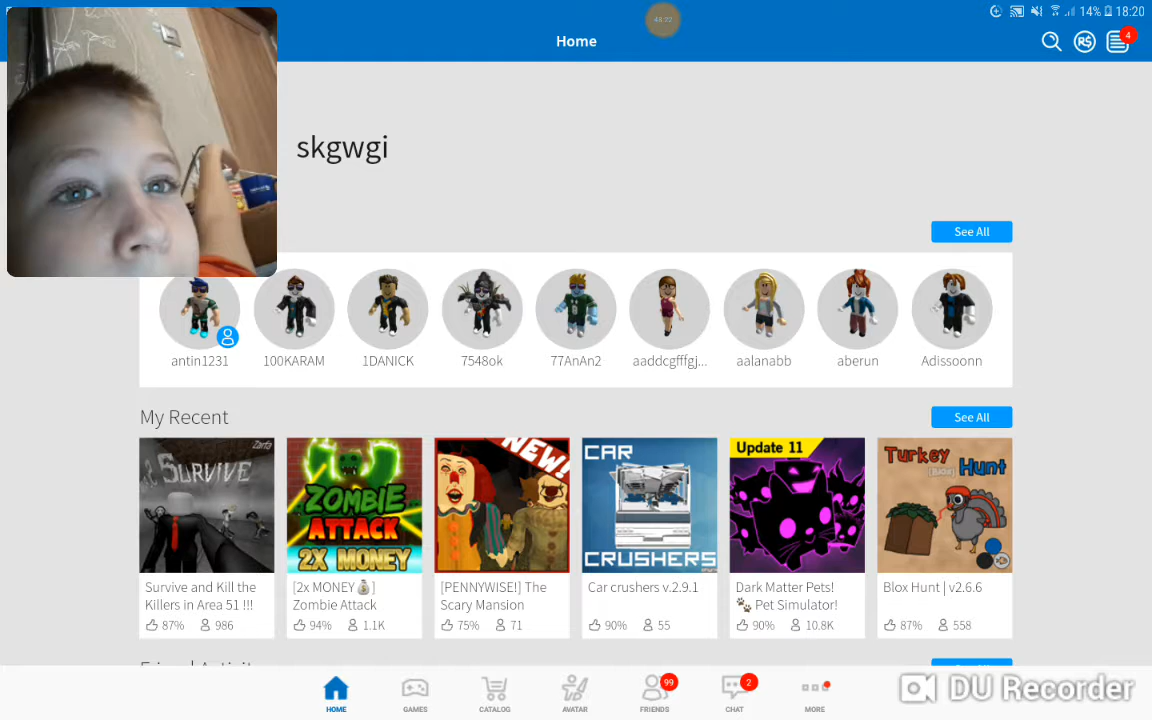 48:22
14% 18:20
Home
R$
4
skgwgi
See All
antin1231 100KARAM 1DANICK 7548ok 77AnAn2 aaddcgfffgj... aalanabb aberun Adissoonn
My Recent
See All
SURVIVE
Zarfa
ZOMBIE
ATTACK
2X MONEY
NEW!
CAR
CRUSHERS
Update 11
Turkey
Hunt
Survive and Kill the
Killers in Area 51 !!!
87% 986
[2x MONEY💰]
Zombie Attack
94% 1.1K
[PENNYWISE!] The
Scary Mansion
75% 71
Car crushers v.2.9.1
90% 55
Dark Matter Pets!
🐾 Pet Simulator!
90% 10.8K
Blox Hunt | v2.6.6
87% 558
HOME
GAMES
CATALOG
AVATAR
99
FRIENDS
2
CHAT
MORE
DU Recorder